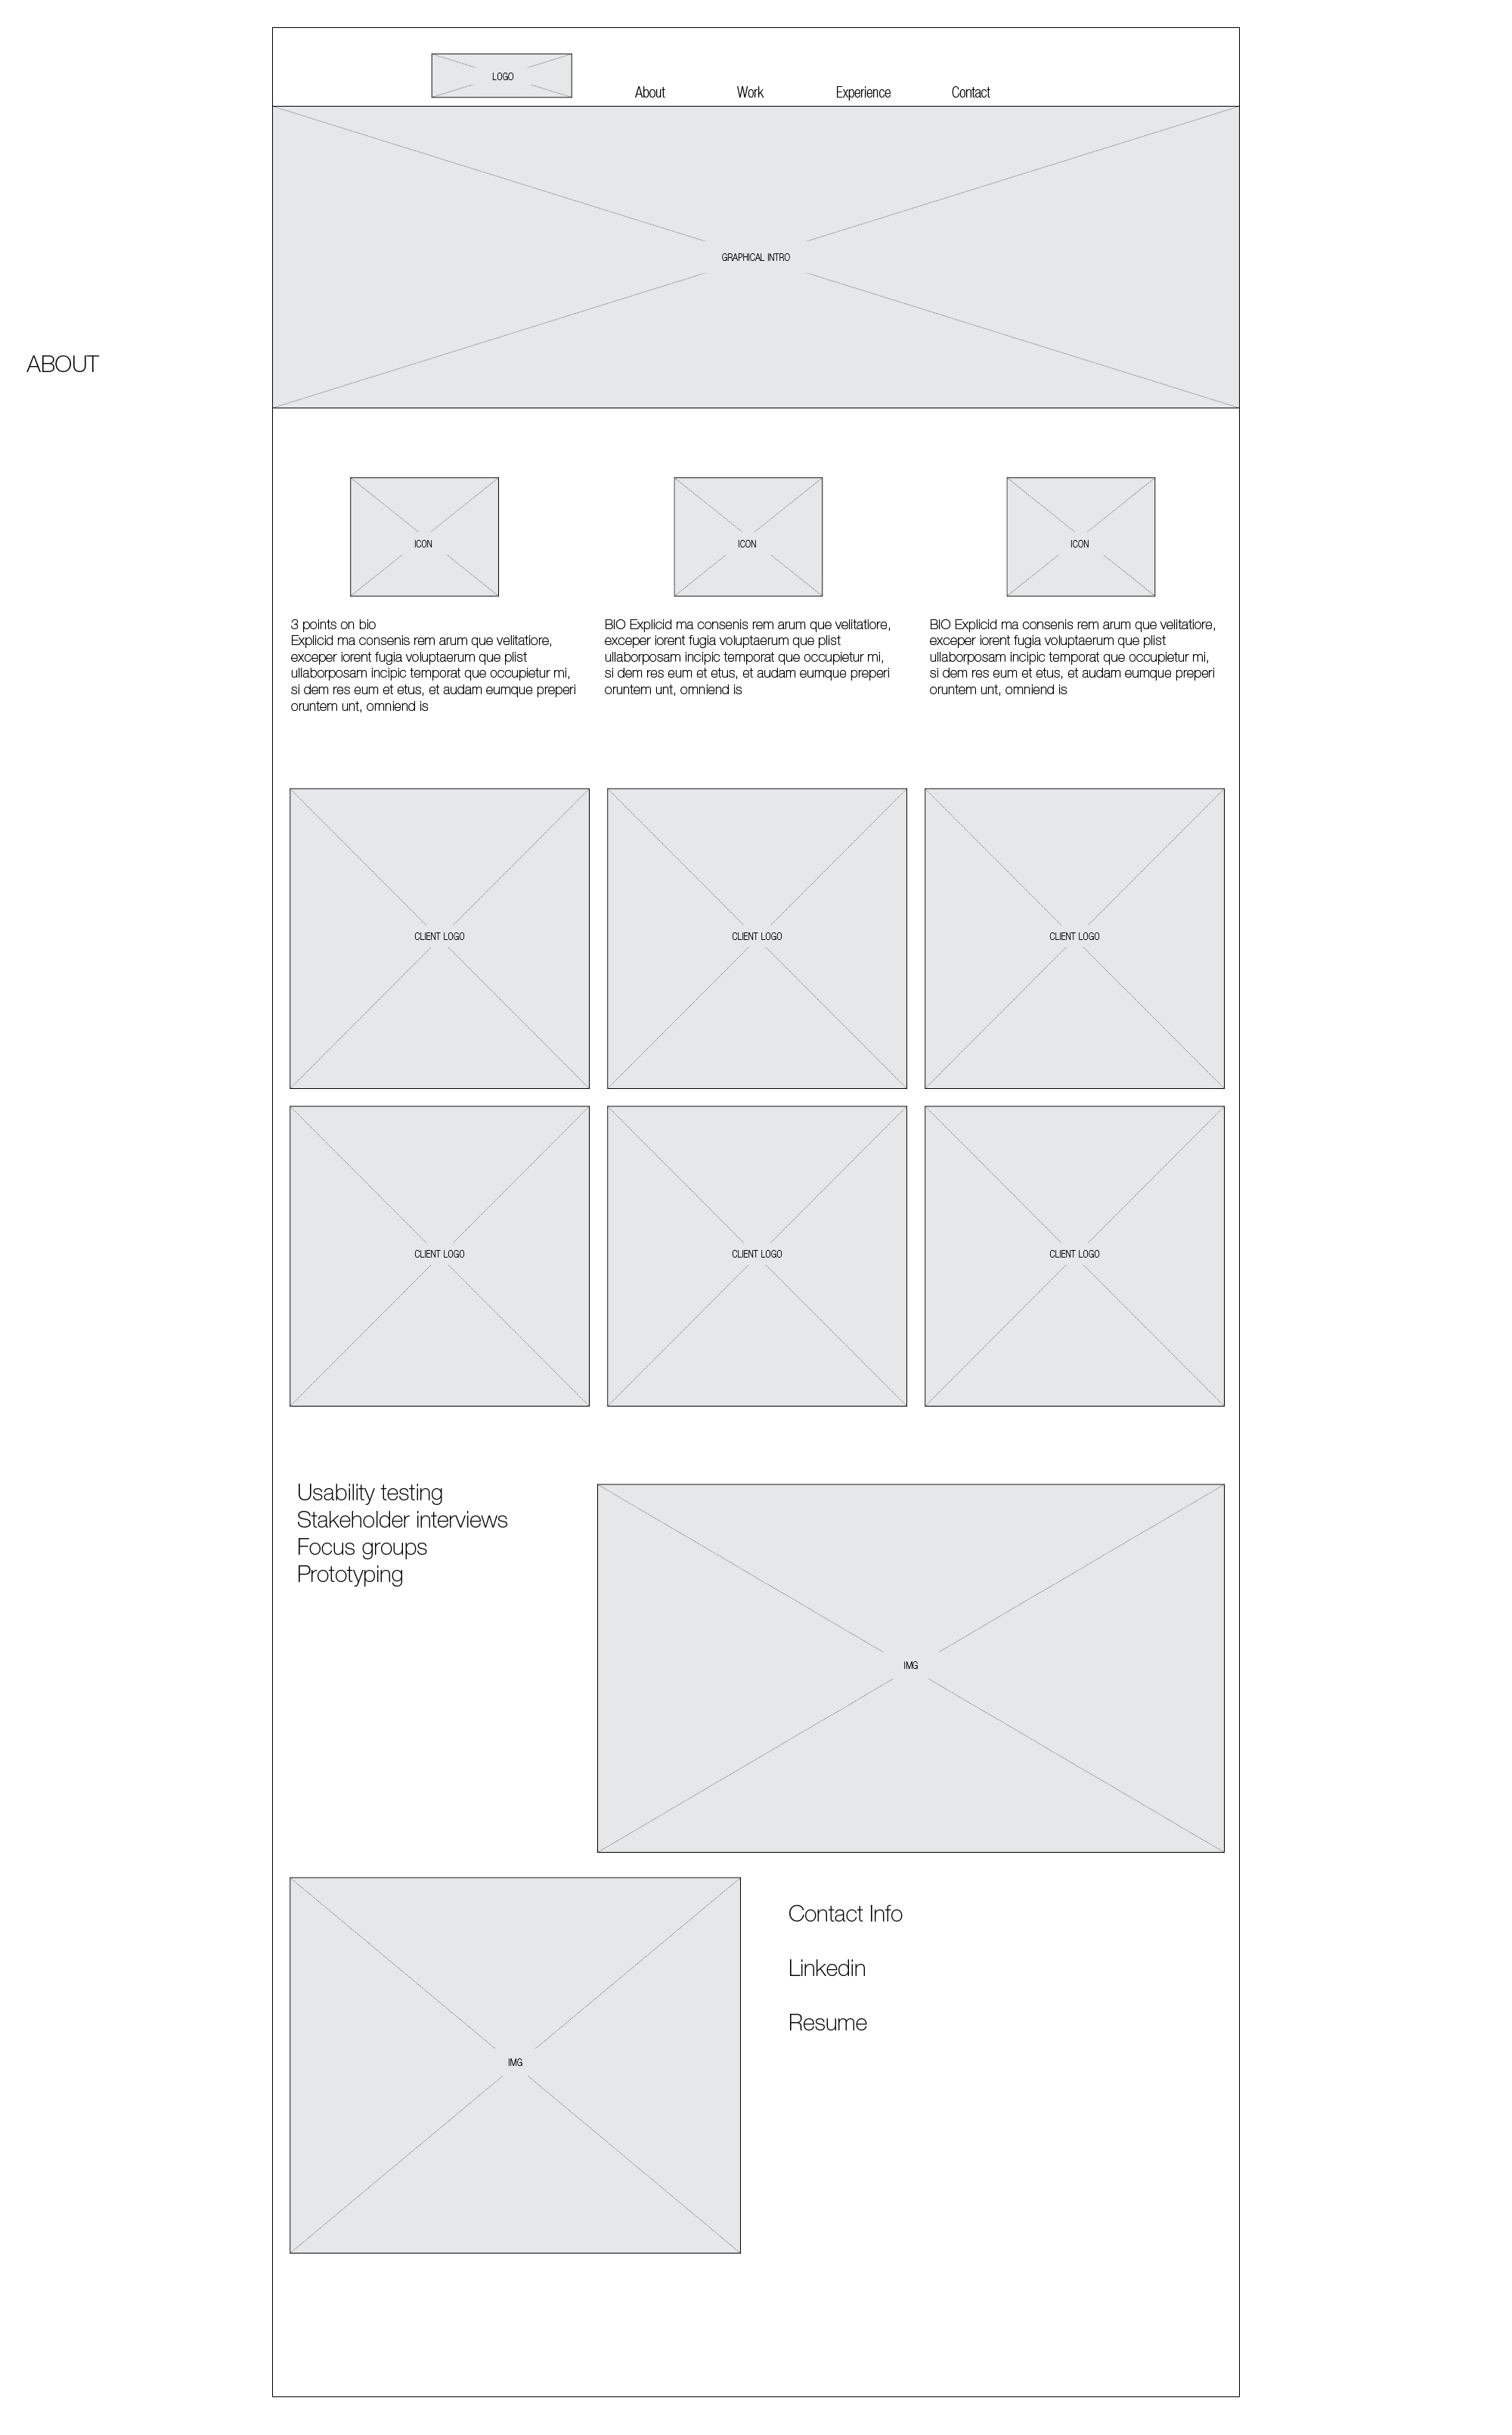 LOGO
About
Work
Experience
Contact
GRAPHICAL INTRO
ABOUT
ICON
ICON
ICON
3 points on bio
Explicid ma consenis rem arum que velitatiore,
exceper iorent fugia voluptaerum que plist
ullaborposam incipic temporat que occupietur mi,
si dem res eum et etus, et audam eumque preperi
oruntem unt, omniend is
BIO Explicid ma consenis rem arum que velitatiore,
exceper iorent fugia voluptaerum que plist
ullaborposam incipic temporat que occupietur mi,
si dem res eum et etus, et audam eumque preperi
oruntem unt, omniend is
BIO Explicid ma consenis rem arum que velitatiore,
exceper iorent fugia voluptaerum que plist
ullaborposam incipic temporat que occupietur mi,
si dem res eum et etus, et audam eumque preperi
oruntem unt, omniend is
CLIENT LOGO
CLIENT LOGO
CLIENT LOGO
CLIENT LOGO
CLIENT LOGO
CLIENT LOGO
Usability testing
Stakeholder interviews
Focus groups
Prototyping
IMG
IMG
Contact Info
Linkedin
Resume